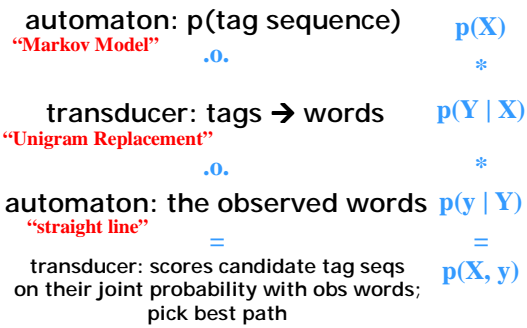 automaton: p(tag sequence) p(X)
“Markov Model”
.o. *
transducer: tags → words p(Y | X)
“Unigram Replacement”
.o. *
automaton: the observed words p(y | Y)
“straight line”
= =
transducer: scores candidate tag seqs p(X, y)
on their joint probability with obs words;
pick best path